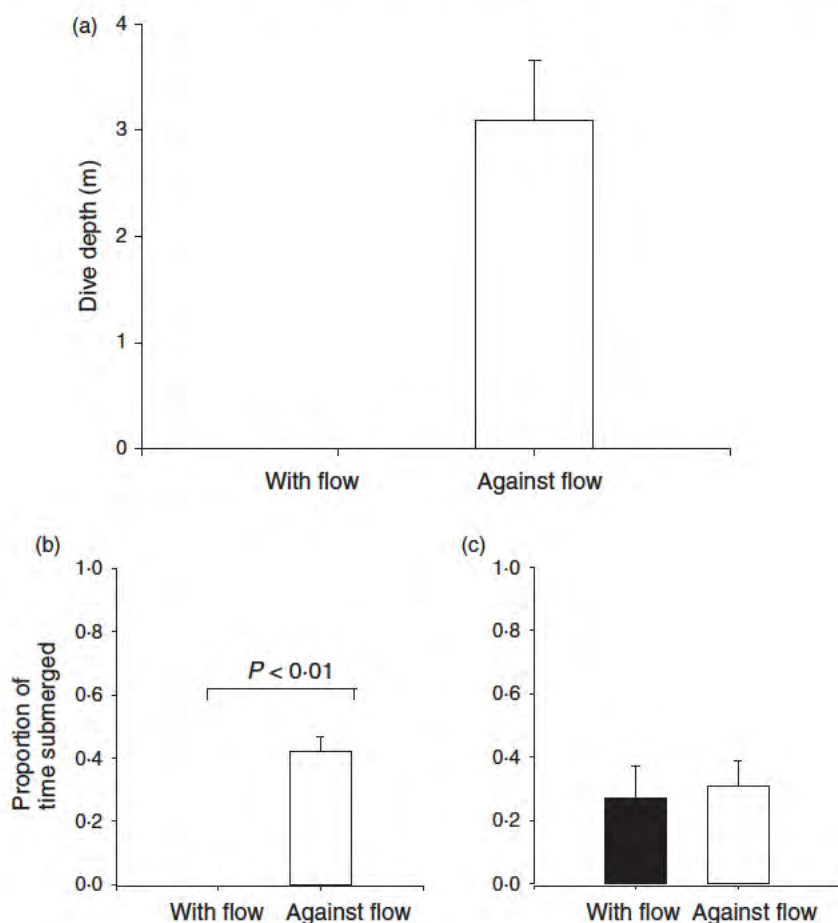 (a)
4
3
2
1
0
Dive depth (m)
With flow Against flow
(b)
1·0
0·8
0·6
0·4
0·2
0·0
Proportion of
time submerged
P < 0·01
With flow Against flow
(c)
1·0
0·8
0·6
0·4
0·2
0·0
With flow Against flow